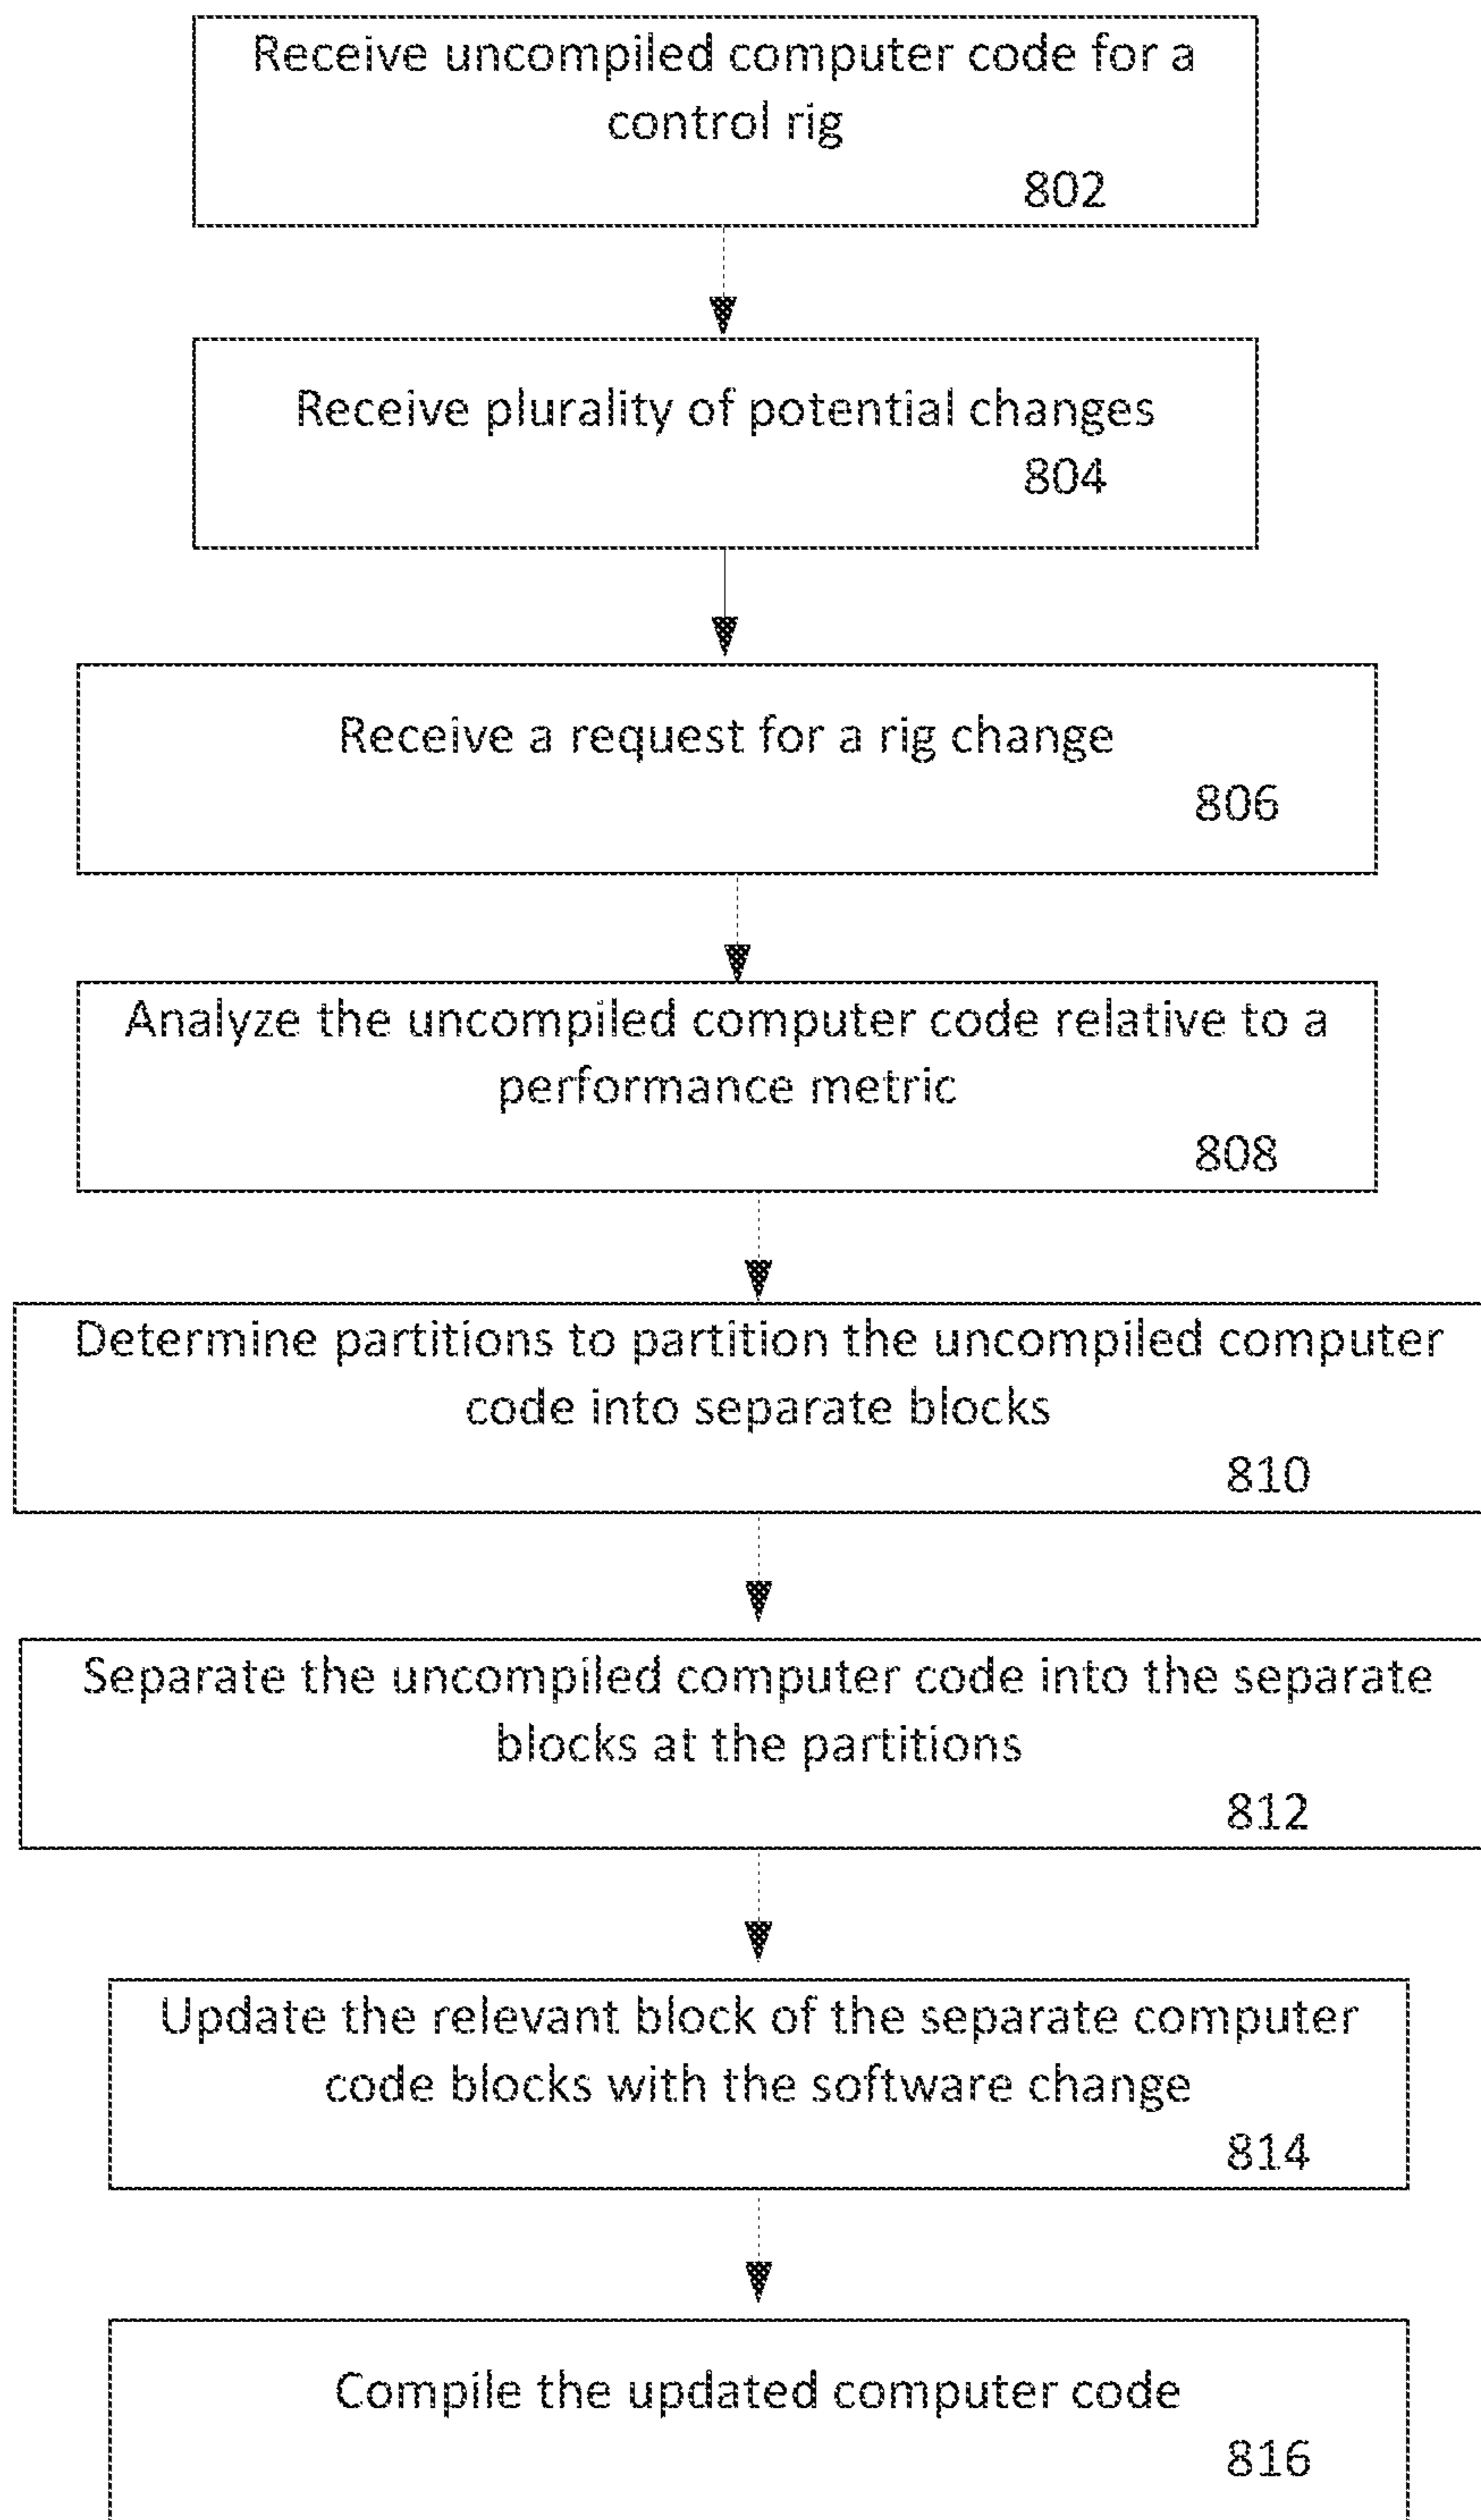 Receive uncompiled computer code for a
control rig
802
Receive plurality of potential changes
804
Receive a request for a rig change
806
Analyze the uncompiled computer code relative to a
performance metric
808
Determine partitions to partition the uncompiled computer
code into separate blocks
810
Separate the uncompiled computer code into the separate
blocks at the partitions
812
Update the relevant block of the separate computer
code blocks with the software change
814
Compile the updated computer code
816